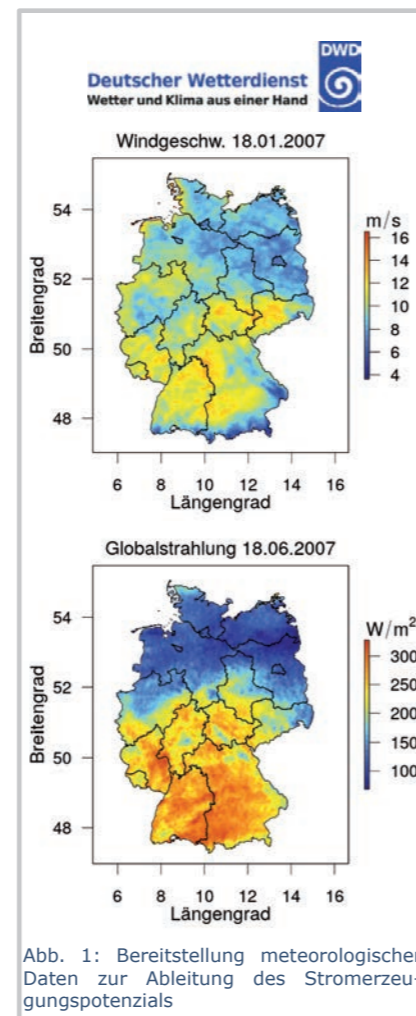 DWD
Deutscher Wetterdienst
Wetter und Klima aus einer Hand
Windgeschw. 18.01.2007
m/s
16
14
12
10
8
6
4
54
52
50
48
Breitengrad
6 8 10 12 14 16
Längengrad
Globalstrahlung 18.06.2007
W/m²
300
250
200
150
100
54
52
50
48
Breitengrad
6 8 10 12 14 16
Längengrad
Abb. 1: Bereitstellung meteorologischer
Daten zur Ableitung des Stromerzeu-
gungspotenzials